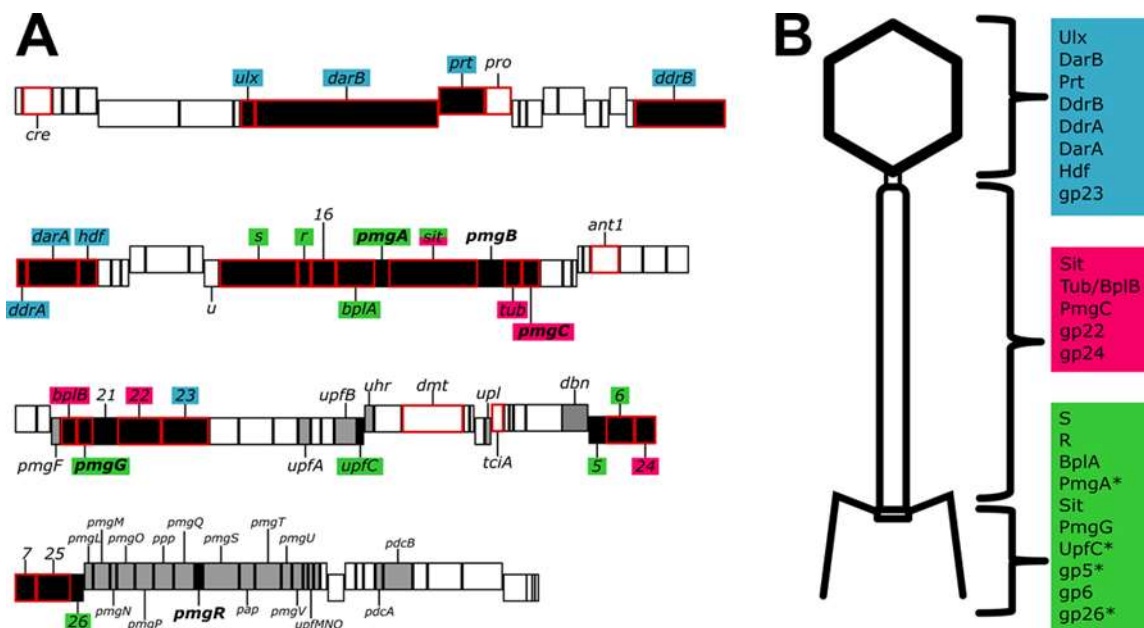 A
ulx darB prt pro ddrB
cre
darA hdf s r 16 pmgA sit pmgB ant1
ddrA u bplA tub pmgC
bplB 21 22 23 upfB uhr dmt upl dbn 6
pmgF pmgG upfA upfC tciA 5 24
7 25 pmgL pmgM pmgO ppp pmgQ pmgS pmgT pmgU pdcB
26 pmgN pmgP pmgR pap pmgV upfMNO pdcA
B
Ulx
DarB
Prt
DdrB
DdrA
DarA
Hdf
gp23
Sit
Tub/BplB
PmgC
gp22
gp24
S
R
BplA
PmgA*
Sit
PmgG
UpfC*
gp5*
gp6
gp26*